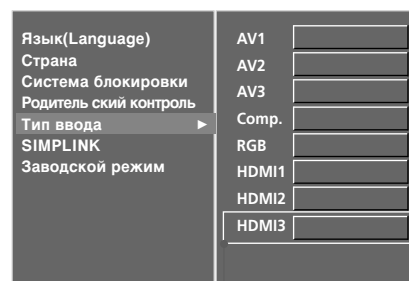 Язык(Language)
Страна
Система блокировки
Родитель ский контроль
Тип ввода ►
SIMPLINK
Заводской режим
AV1
AV2
AV3
Comp.
RGB
HDMI1
HDMI2
HDMI3